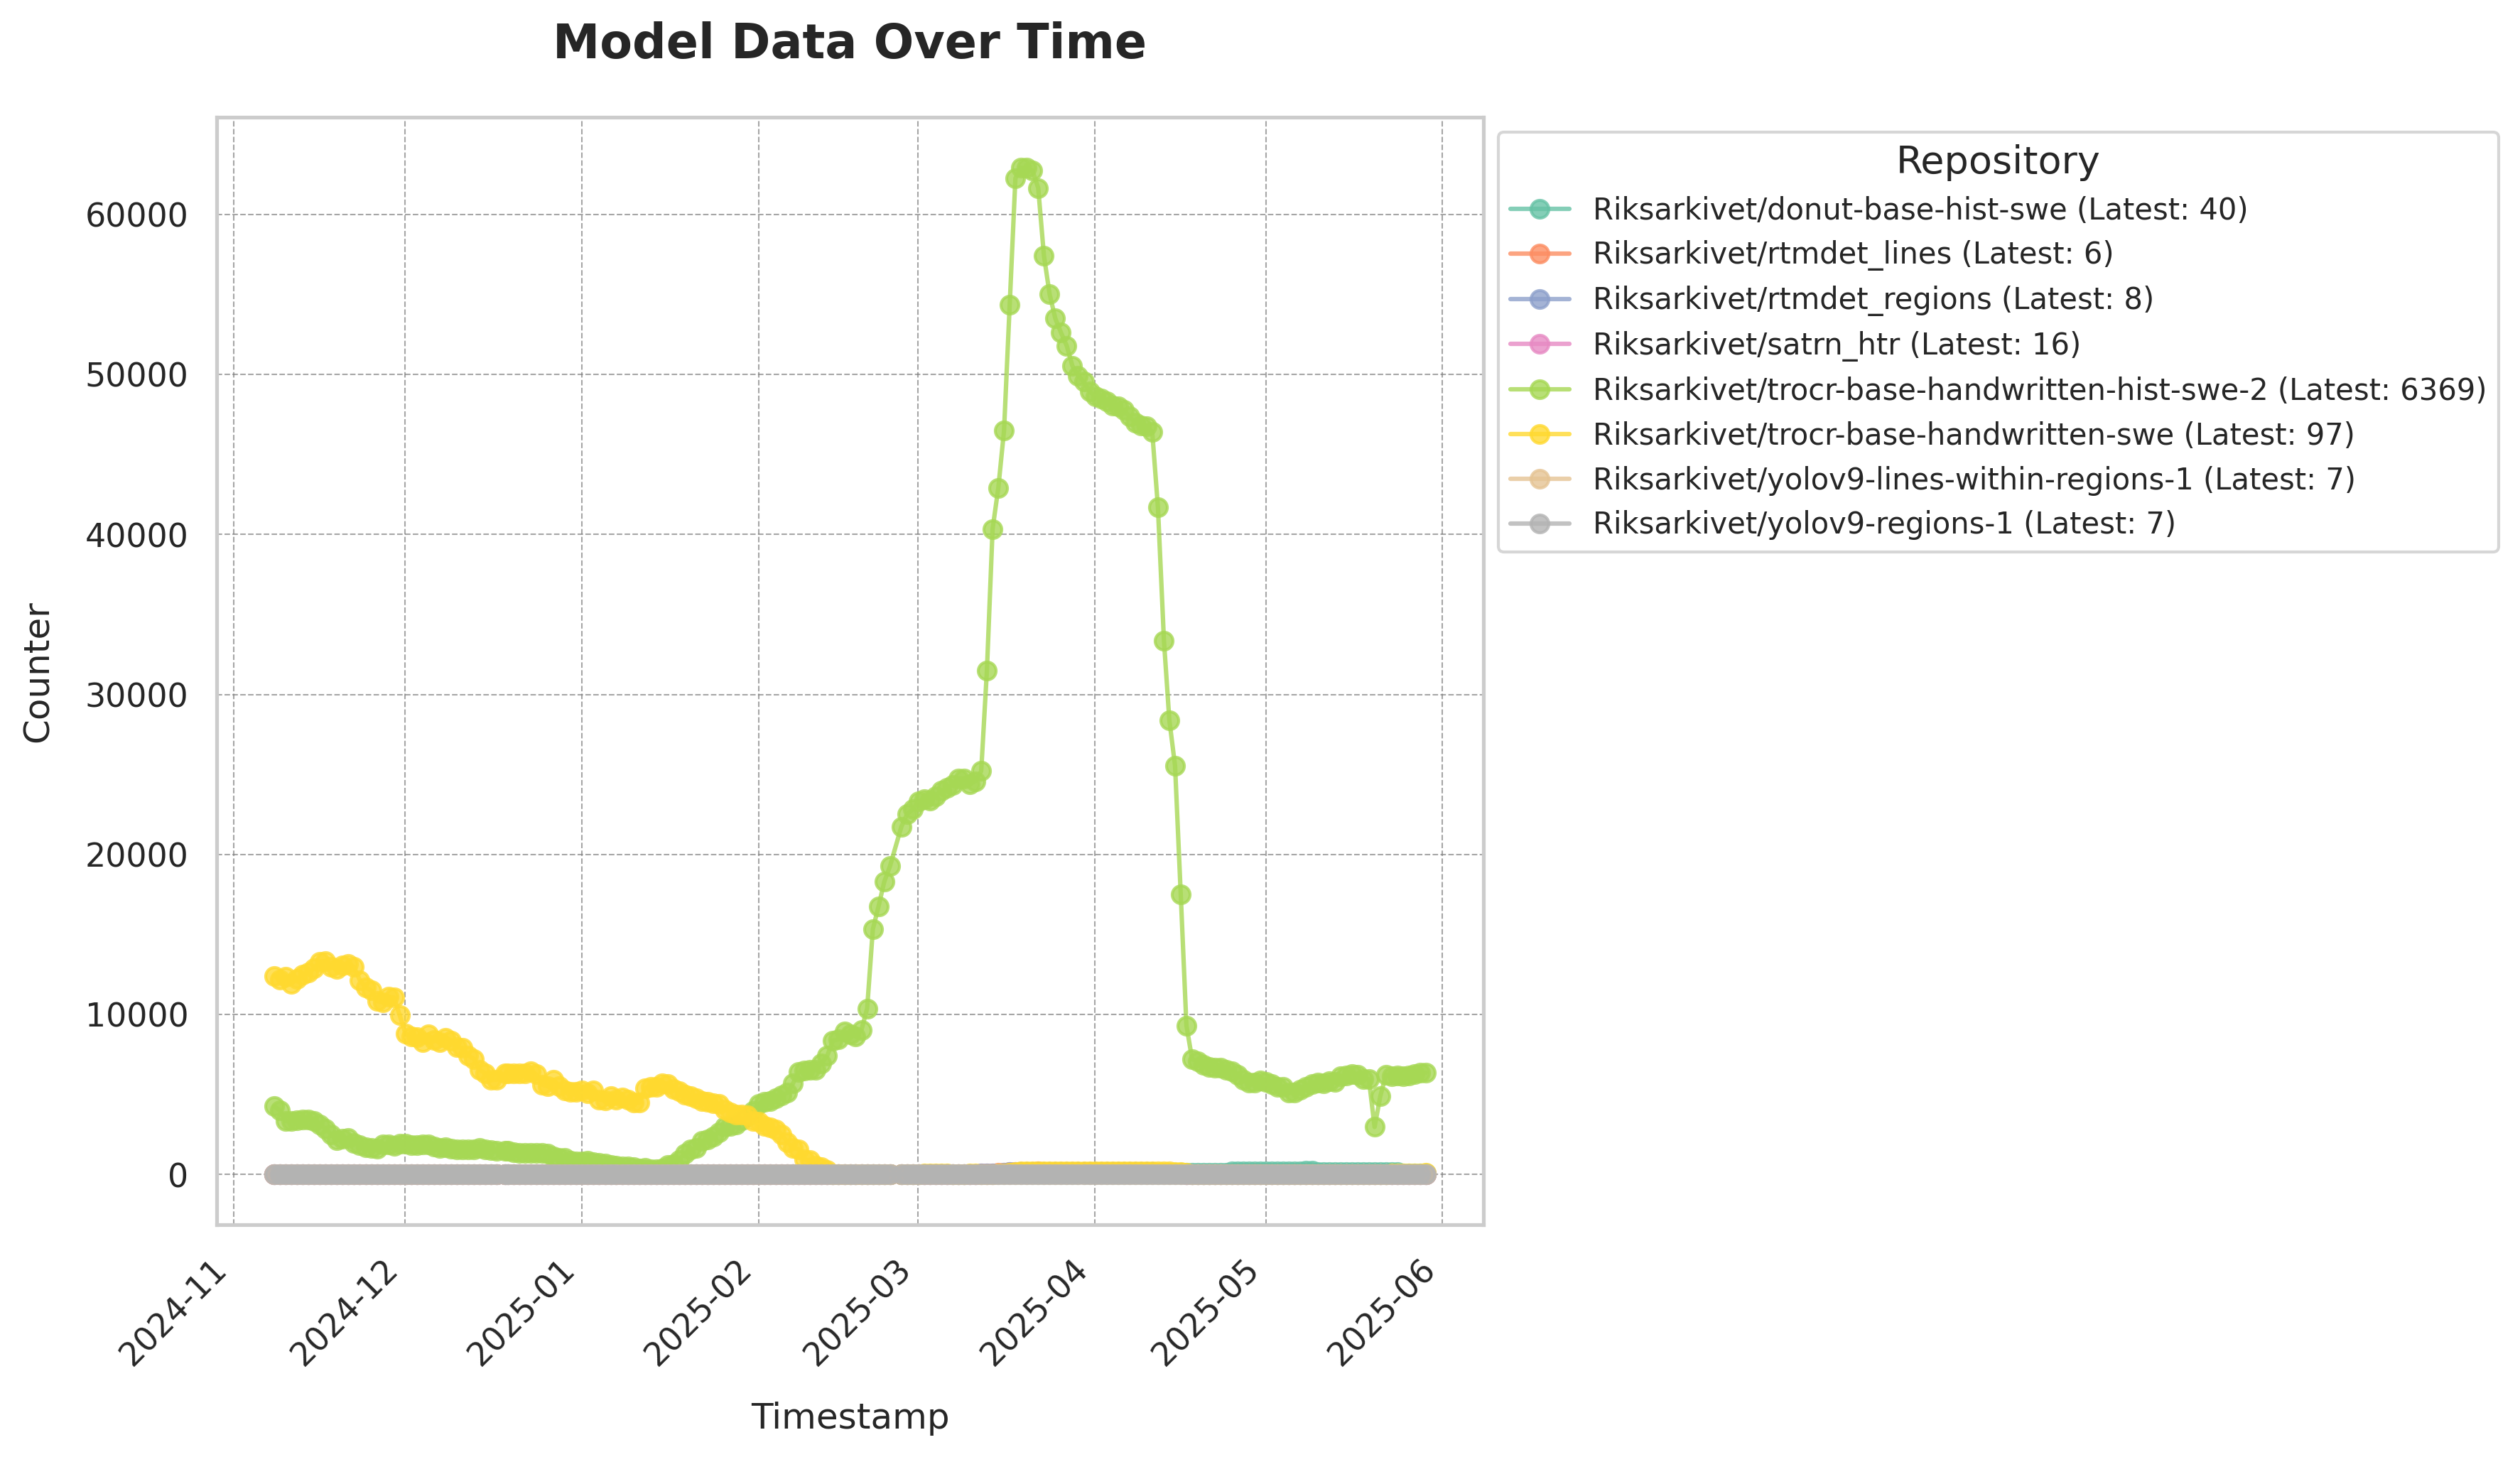 Model Data Over Time
Repository
Riksarkivet/donut-base-hist-swe (Latest: 40)
Riksarkivet/rtmdet_lines (Latest: 6)
Riksarkivet/rtmdet_regions (Latest: 8)
Riksarkivet/satrn_htr (Latest: 16)
Riksarkivet/trocr-base-handwritten-hist-swe-2 (Latest: 6369)
Riksarkivet/trocr-base-handwritten-swe (Latest: 97)
Riksarkivet/yolov9-lines-within-regions-1 (Latest: 7)
Riksarkivet/yolov9-regions-1 (Latest: 7)
Counter
60000
50000
40000
30000
20000
10000
0
2024-11
2024-12
2025-01
2025-02
2025-03
2025-04
2025-05
2025-06
Timestamp